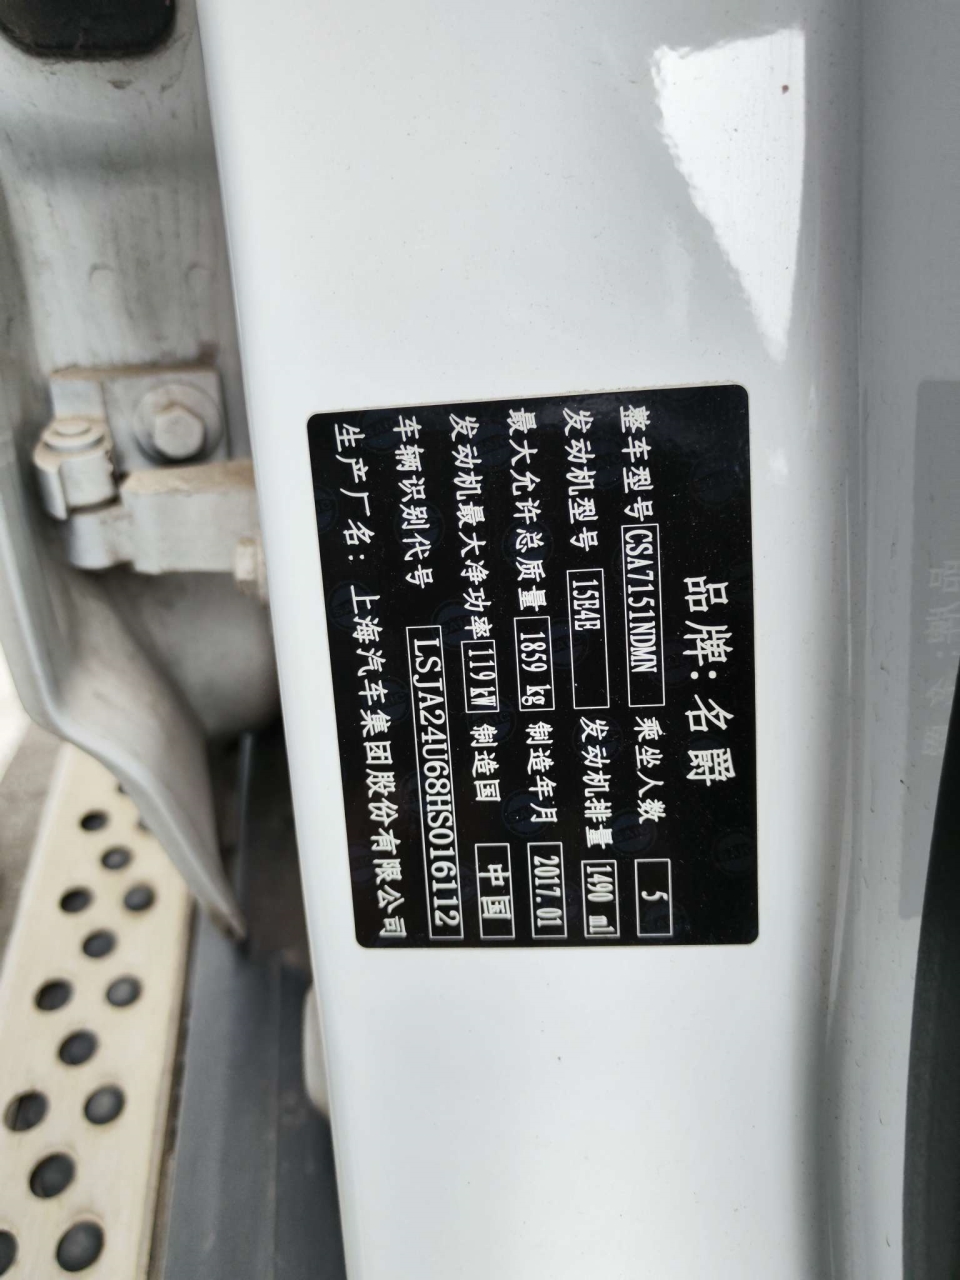 品牌：名爵
整车型号 CSA7151NDMN 乘坐人数 5
发动机型号 15E4E 发动机排量 1490 ml
最大允许总质量 1859 kg 制造年月 2017.01
发动机最大净功率 119 kW 制造国 中国
车辆识别代号 LSJA24U68HS016112
生产厂名：上海汽车集团股份有限公司